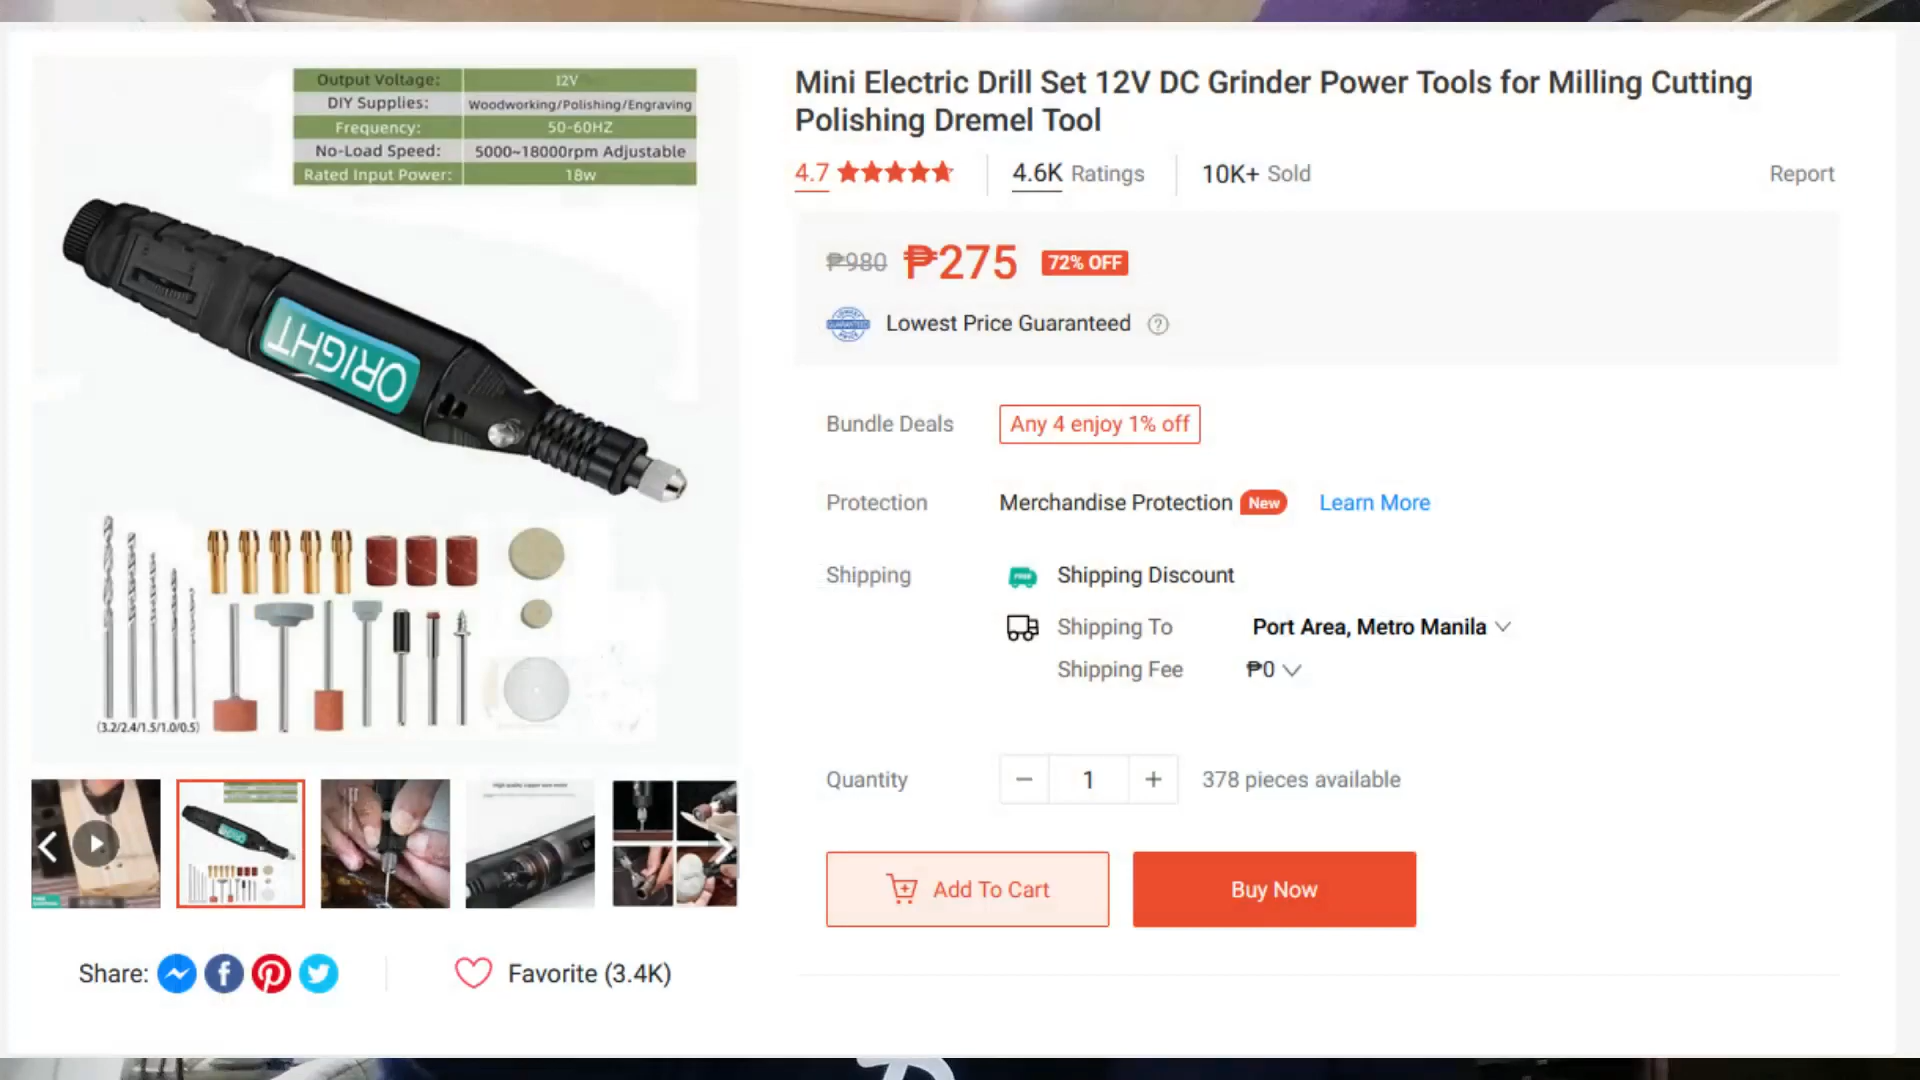 Output Voltage: 12V
DIY Supplies: Woodworking/Polishing/Engraving
Frequency: 50-60HZ
No-Load Speed: 5000~18000rpm Adjustable
Rated Input Power: 18w
ORIGHT
(3.2/2.4/1.5/1.0/0.5)
Share:
Favorite (3.4K)
Mini Electric Drill Set 12V DC Grinder Power Tools for Milling Cutting
Polishing Dremel Tool
4.7 4.6K Ratings 10K+ Sold Report
₱980 ₱275 72% OFF
Lowest Price Guaranteed ?
Bundle Deals Any 4 enjoy 1% off
Protection Merchandise Protection New Learn More
Shipping Shipping Discount
Shipping To Port Area, Metro Manila
Shipping Fee ₱0
Quantity − 1 + 378 pieces available
Add To Cart Buy Now